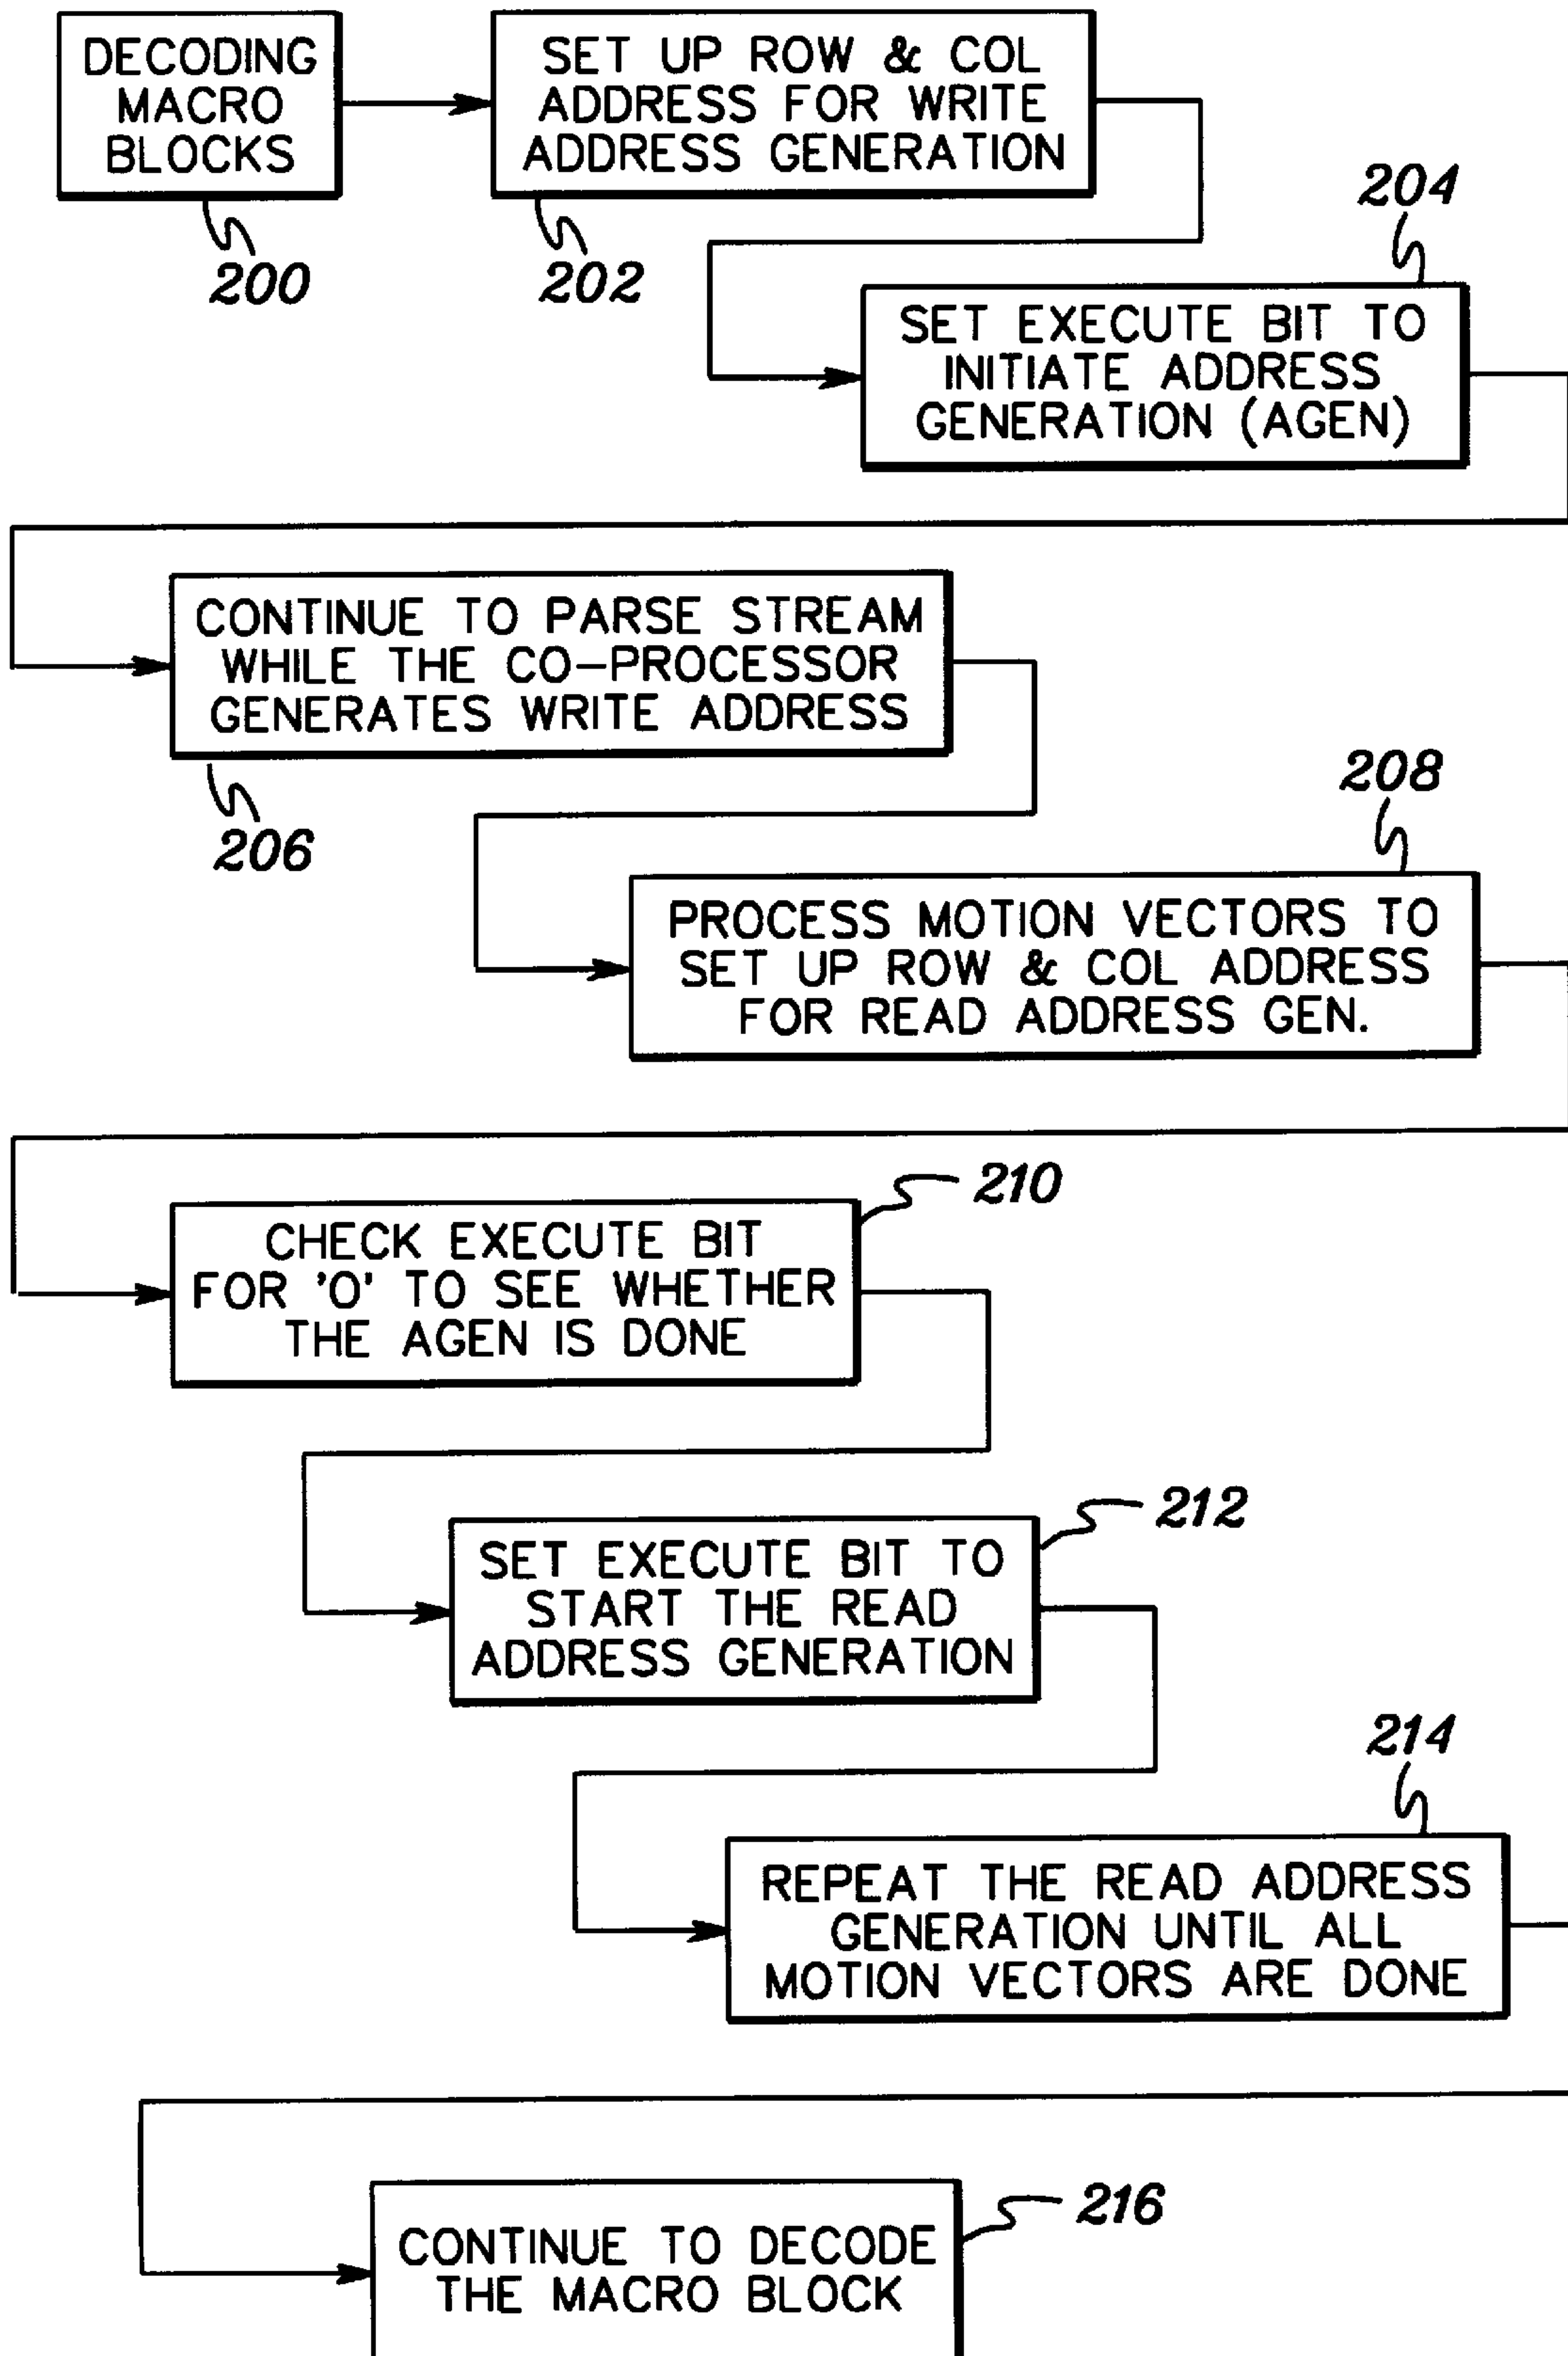 DECODING
MACRO
BLOCKS
200
SET UP ROW & COL
ADDRESS FOR WRITE
ADDRESS GENERATION
202
204
SET EXECUTE BIT TO
INITIATE ADDRESS
GENERATION (AGEN)
CONTINUE TO PARSE STREAM
WHILE THE CO-PROCESSOR
GENERATES WRITE ADDRESS
206
208
PROCESS MOTION VECTORS TO
SET UP ROW & COL ADDRESS
FOR READ ADDRESS GEN.
210
CHECK EXECUTE BIT
FOR 'O' TO SEE WHETHER
THE AGEN IS DONE
212
SET EXECUTE BIT TO
START THE READ
ADDRESS GENERATION
214
REPEAT THE READ ADDRESS
GENERATION UNTIL ALL
MOTION VECTORS ARE DONE
216
CONTINUE TO DECODE
THE MACRO BLOCK